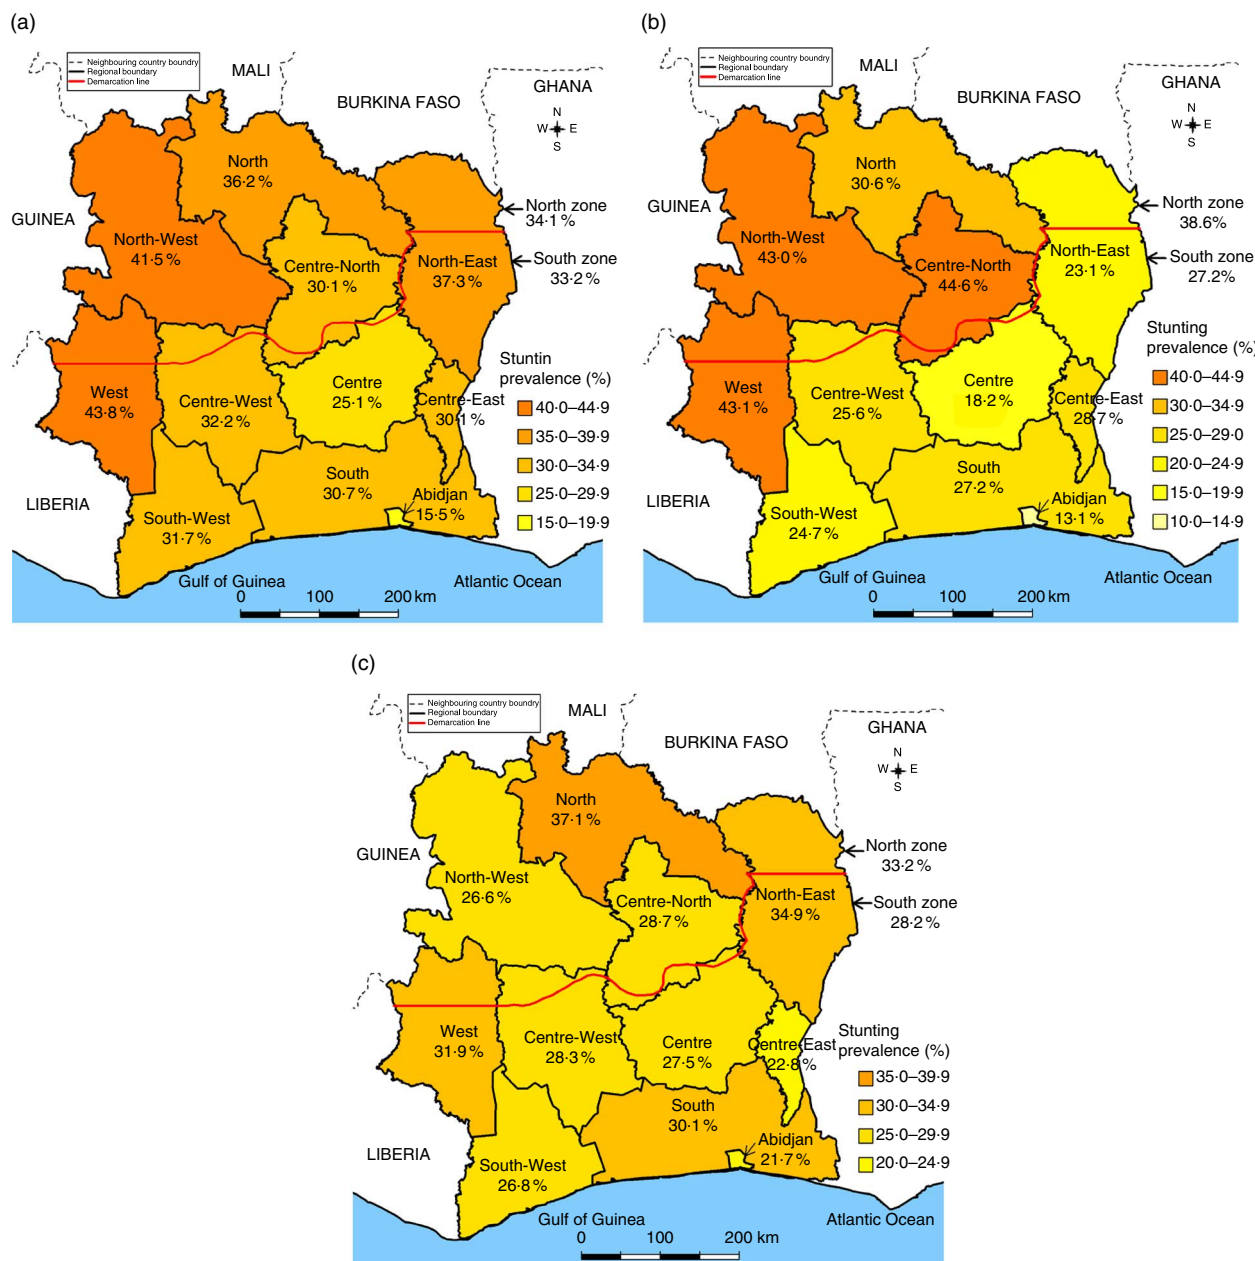 (a)
Neighbouring country boundry
Regional boundary
Demarcation line
MALI
BURKINA FASO
GHANA
N
W E
S
GUINEA
North
36·2 %
North zone
34·1 %
North-West
41·5 %
Centre-North
30·1 %
North-East
37·3 %
South zone
33·2 %
West
43·8 %
Centre-West
32·2 %
Centre
25·1 %
Centre-East
30·1 %
Stuntin
prevalence (%)
40·0–44·9
35·0–39·9
30·0–34·9
25·0–29·9
15·0–19·9
LIBERIA
South-West
31·7 %
South
30·7 %
Abidjan
15·5 %
Gulf of Guinea
Atlantic Ocean
0 100 200 km
(b)
Neighbouring country boundry
Regional boundary
Demarcation line
MALI
BURKINA FASO
GHANA
N
W E
S
GUINEA
North
30·6 %
North zone
38·6%
North-West
43·0 %
Centre-North
44·6 %
North-East
23·1 %
South zone
27·2%
West
43·1 %
Centre-West
25·6 %
Centre
18·2 %
Centre-East
28·7 %
Stunting
prevalence (%)
40·0–44·9
30·0–34·9
25·0–29·0
20·0–24·9
15·0–19·9
10·0–14·9
LIBERIA
South-West
24·7 %
South
27·2 %
Abidjan
13·1 %
Gulf of Guinea
Atlantic Ocean
0 100 200 km
(c)
Neighbouring country boundry
Regional boundary
Demarcation line
MALI
BURKINA FASO
GHANA
N
W E
S
GUINEA
North
37·1 %
North zone
33·2 %
North-West
26·6 %
Centre-North
28·7 %
North-East
34·9 %
South zone
28·2 %
West
31·9 %
Centre-West
28·3 %
Centre
27·5 %
Centre-East
22·8 %
Stunting
prevalence (%)
35·0–39·9
30·0–34·9
25·0–29·9
20·0–24·9
LIBERIA
South-West
26·8 %
South
30·1 %
Abidjan
21·7 %
Gulf of Guinea
Atlantic Ocean
0 100 200 km